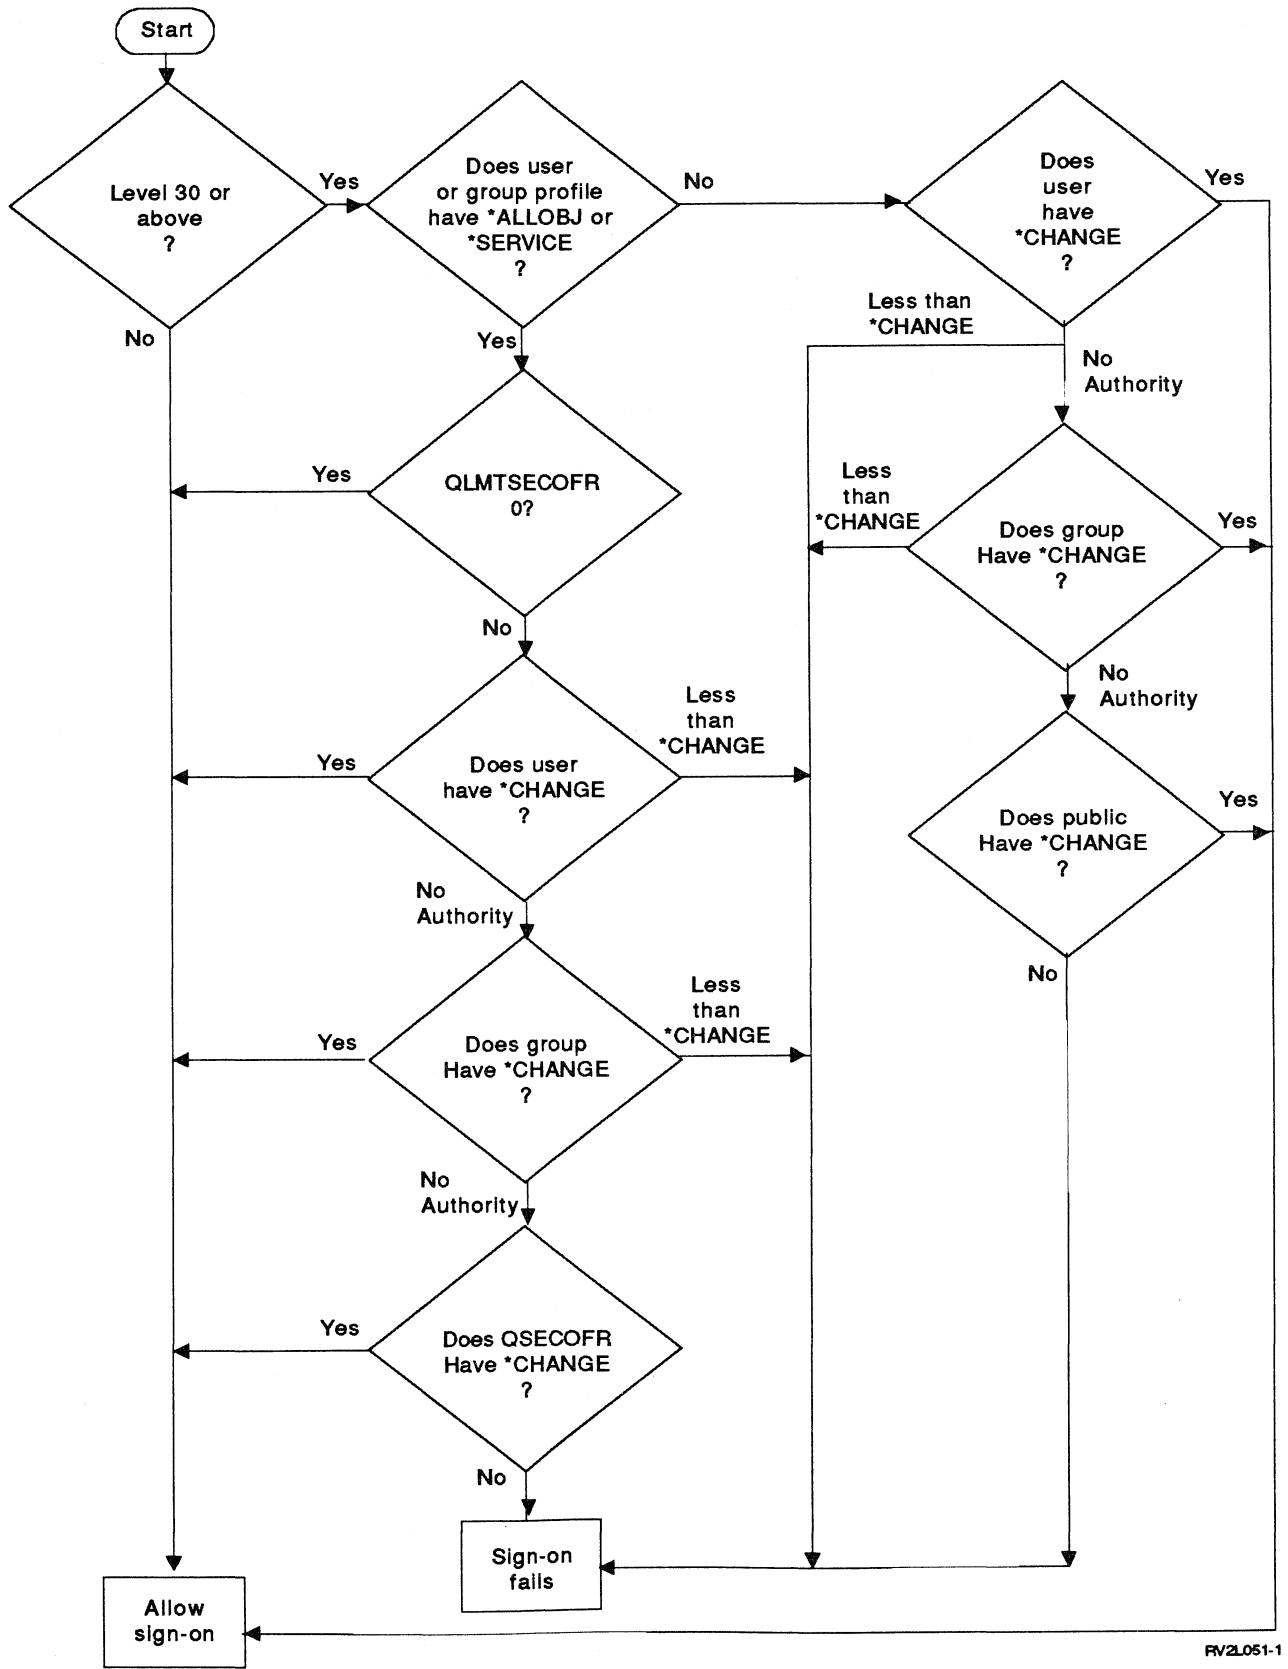 Start
Level 30 or
above
?
Yes
No
Does user
or group profile
have *ALLOBJ or
*SERVICE
?
No
Yes
Does
user
have
*CHANGE
?
Yes
Less than
*CHANGE
No
Authority
QLMTSECOFR
0?
Yes
No
Less
than
*CHANGE
Does group
Have *CHANGE
?
Yes
No
Authority
Does user
have *CHANGE
?
Yes
Less
than
*CHANGE
No
Authority
Does public
Have *CHANGE
?
Yes
No
Does group
Have *CHANGE
?
Yes
Less
than
*CHANGE
No
Authority
Does QSECOFR
Have *CHANGE
?
Yes
No
Sign-on
fails
Allow
sign-on
RV2L051-1